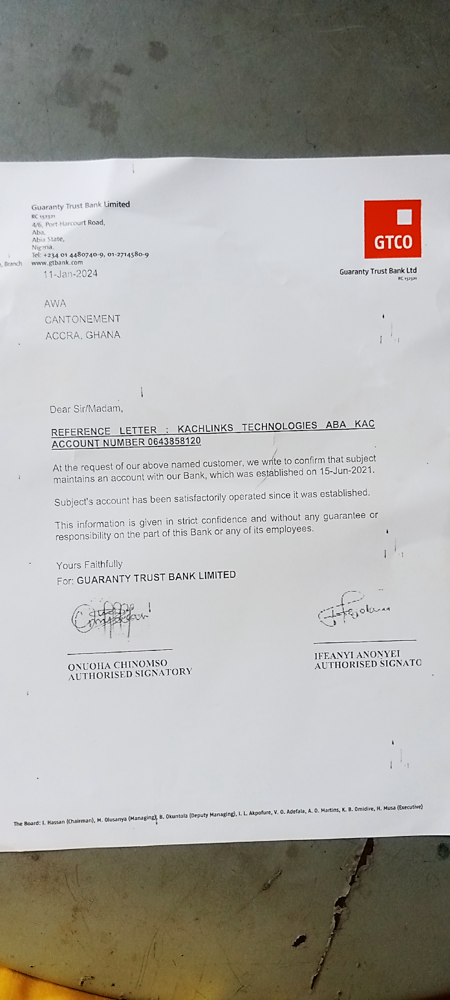 Guaranty Trust Bank Limited
RC 152321
4/6, Port-Harcourt Road,
Aba,
Abia State,
Nigeria.
Tel: +234 01 4480740-9, 01-2714580-9
, Branch www.gtbank.com
GTCO
Guaranty Trust Bank Ltd
RC 152321
11-Jan-2024
AWA
CANTONEMENT
ACCRA, GHANA
Dear Sir/Madam,
REFERENCE LETTER : KACHLINKS TECHNOLOGIES ABA KAC
ACCOUNT NUMBER 0643858120
At the request of our above named customer, we write to confirm that subject
maintains an account with our Bank, which was established on 15-Jun-2021.
Subject's account has been satisfactorily operated since it was established.
This information is given in strict confidence and without any guarantee or
responsibility on the part of this Bank or any of its employees.
Yours Faithfully
For: GUARANTY TRUST BANK LIMITED
ONUOHA CHINOMSO
AUTHORISED SIGNATORY
IFEANYI ANONYEI
AUTHORISED SIGNATO
The Board: I. Hassan (Chairman), M. Olusanya (Managing), B. Okuntola (Deputy Managing), I. L. Akpofure, V. O. Adefala, A. O. Martins, K. B. Omidire, H. Musa (Executive)